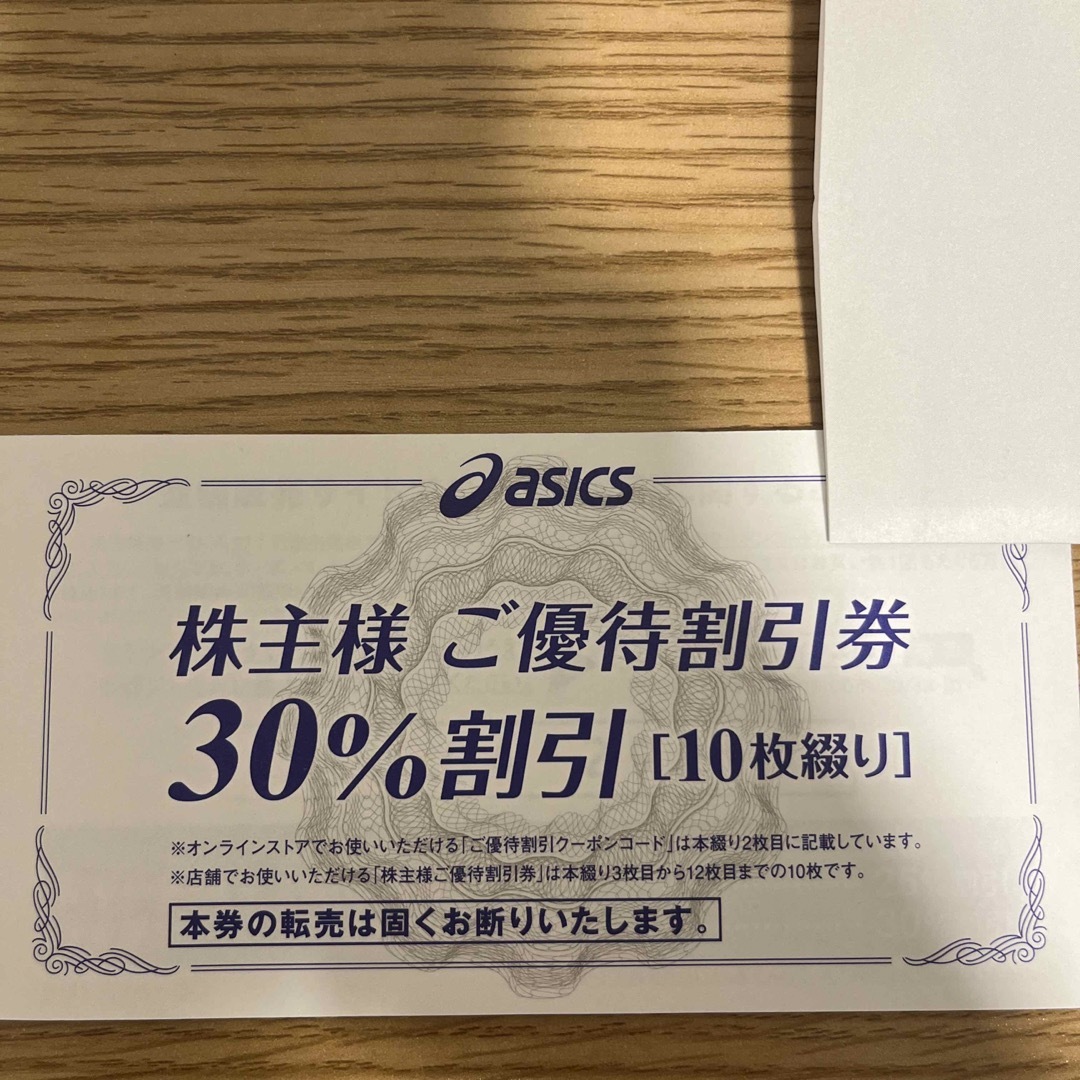 asics
株主様 ご優待割引券
30%割引 [10枚綴り]
※オンラインストアでお使いいただける「ご優待割引クーポンコード」は本綴り2枚目に記載しています。
※店舗でお使いいただける「株主様ご優待割引券」は本綴り3枚目から12枚目までの10枚です。
本券の転売は固くお断りいたします。